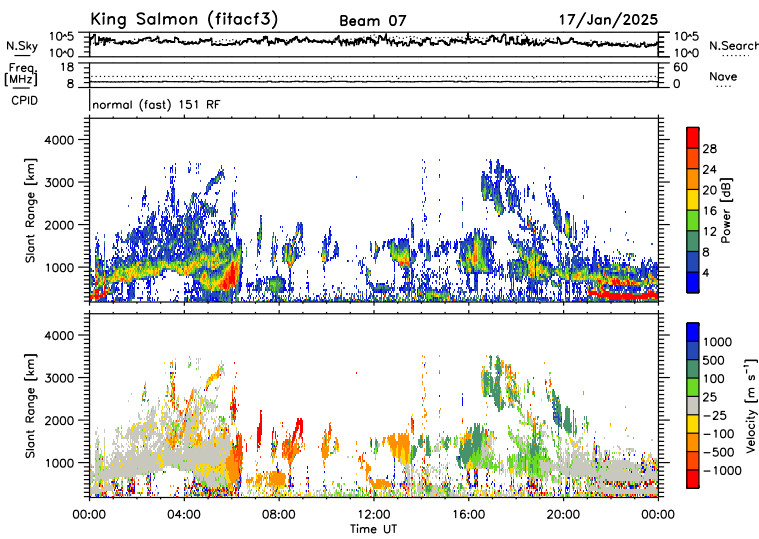 King Salmon (fitacf3) Beam 07 17/Jan/2025
N.Sky 10^5 10^0 10^5 10^0 N.Search
Freq. [MHz] 18 8 60 0 Nave
CPID normal (fast) 151 RF
Slant Range [km] 4000 3000 2000 1000
Power [dB] 28 24 20 16 12 8 4
Slant Range [km] 4000 3000 2000 1000
Velocity [m s⁻¹] 1000 500 100 25 −25 −100 −500 −1000
00:00 04:00 08:00 12:00 16:00 20:00 00:00
Time UT